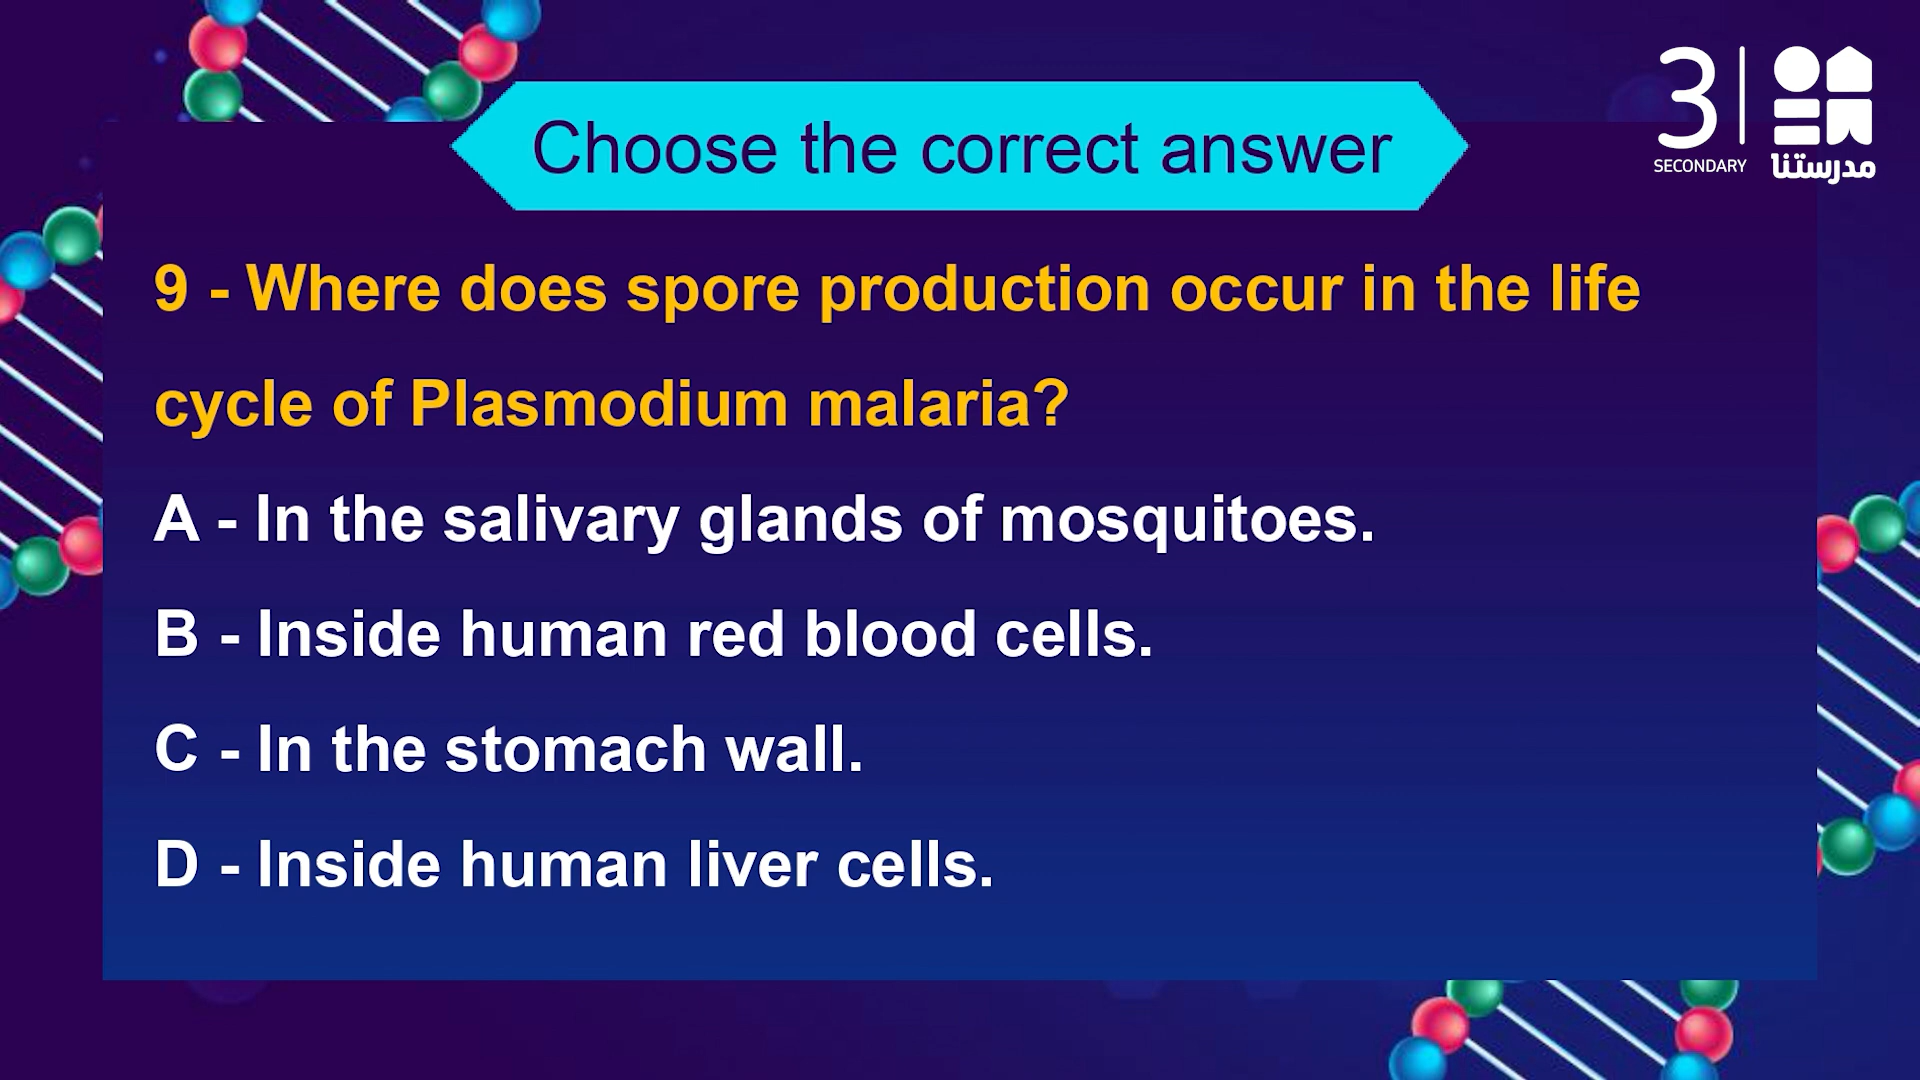 Choose the correct answer
3
SECONDARY
مدرستنا
9 - Where does spore production occur in the life
cycle of Plasmodium malaria?
A - In the salivary glands of mosquitoes.
B - Inside human red blood cells.
C - In the stomach wall.
D - Inside human liver cells.